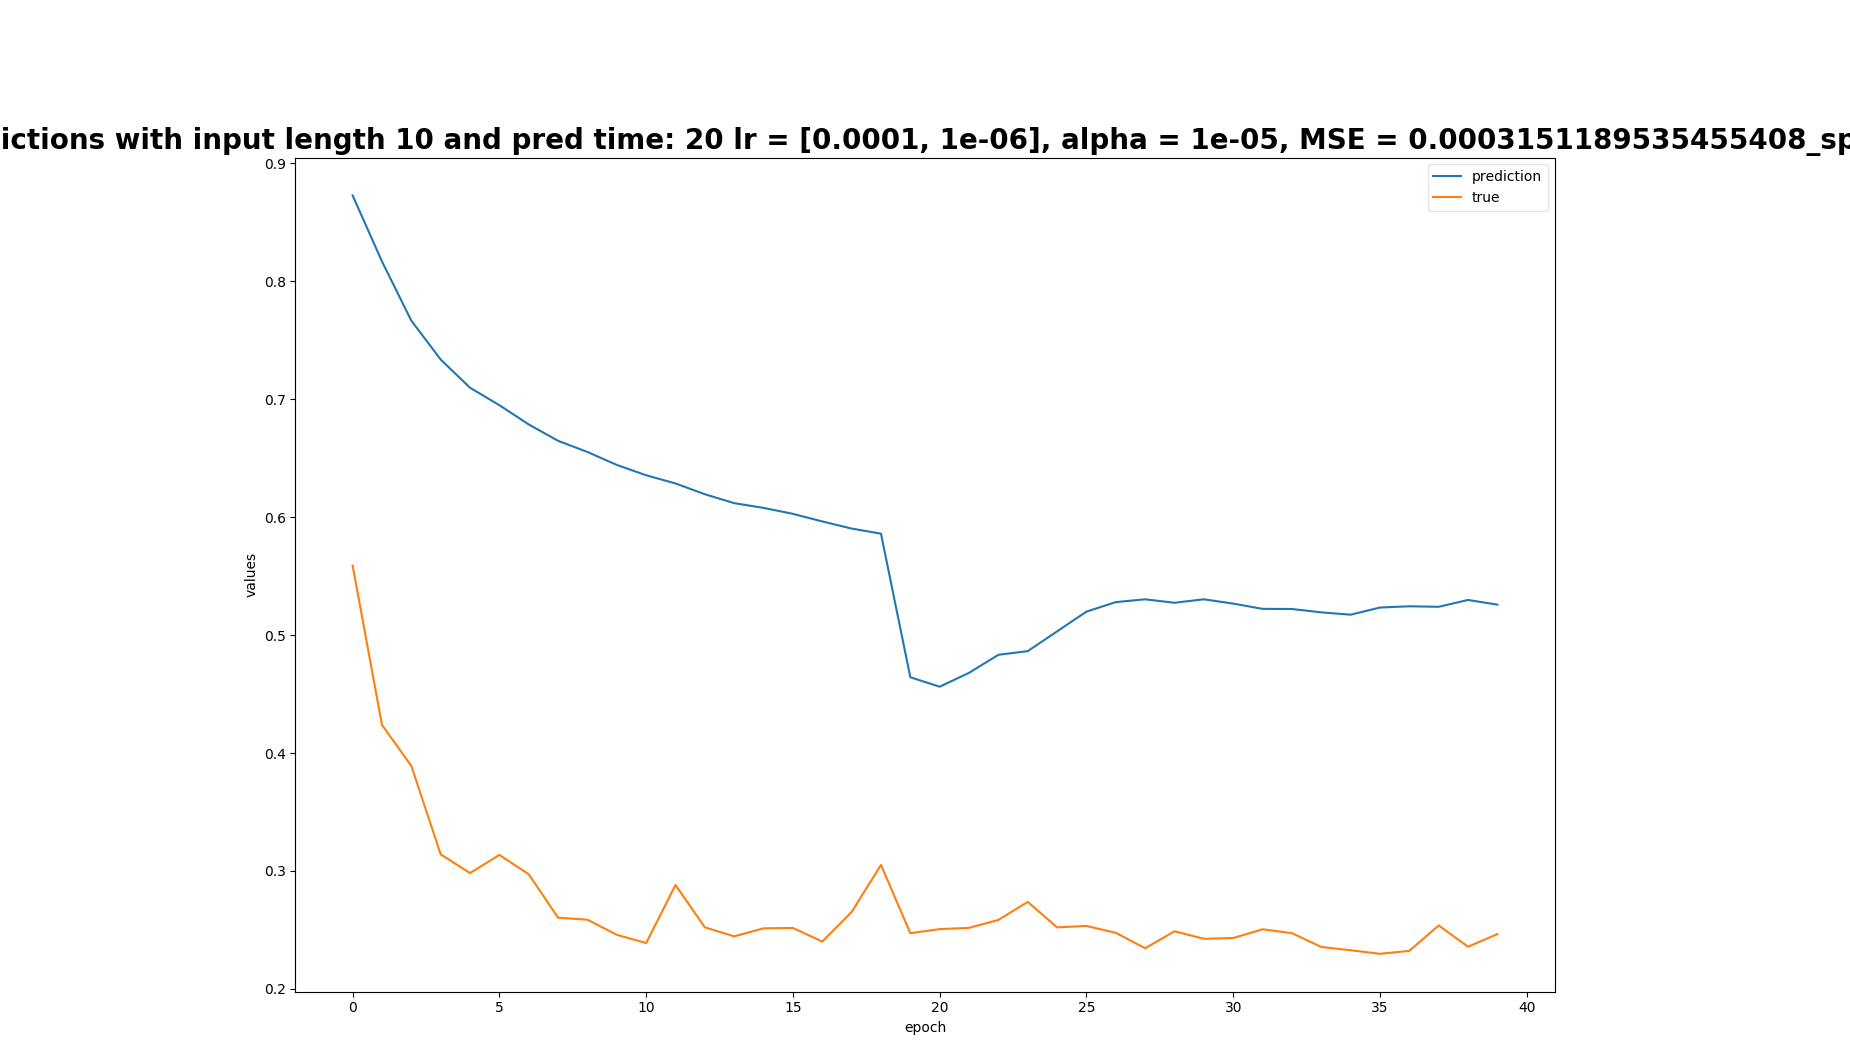 ictions with input length 10 and pred time: 20 lr = [0.0001, 1e-06], alpha = 1e-05, MSE = 0.0003151189535455408_sp
prediction
true
0.9
0.8
0.7
0.6
0.5
0.4
0.3
0.2
values
0 5 10 15 20 25 30 35 40
epoch